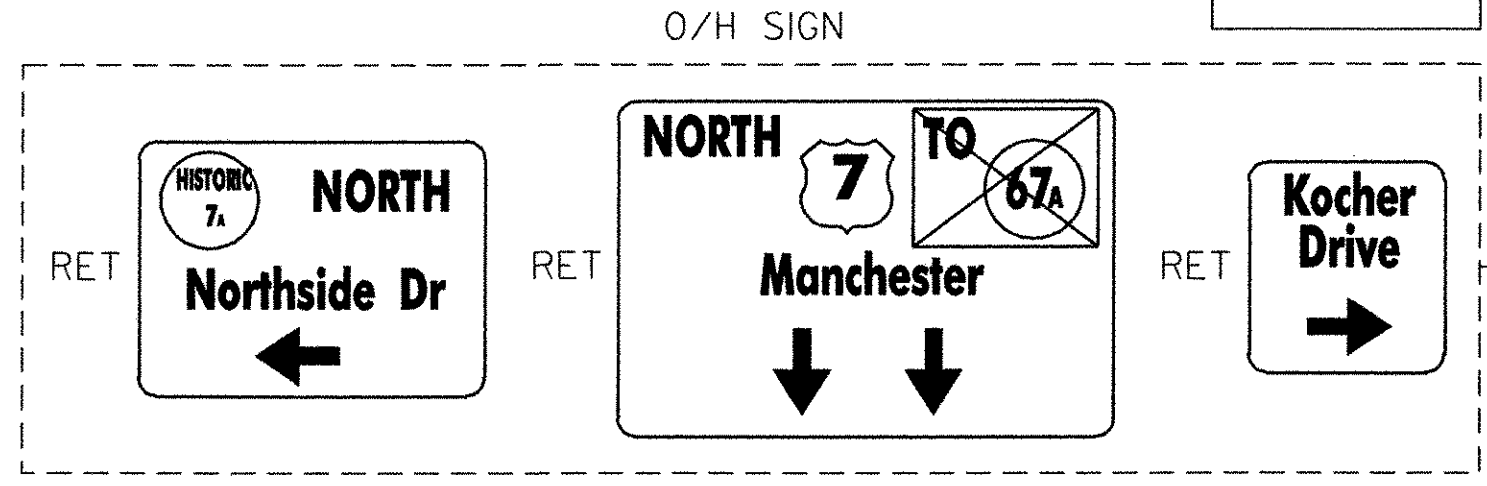 O/H SIGN
RET
HISTORIC
7A
NORTH
Northside Dr
RET
NORTH
7
TO
67A
Manchester
RET
Kocher
Drive